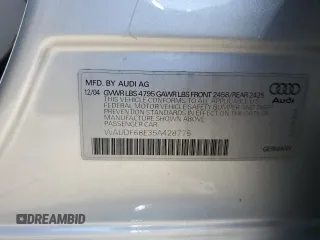 MFD. BY AUDI AG
12/04 GVWR LBS 4795 GAWR LBS FRONT 2458/REAR 2429
THIS VEHICLE CONFORMS TO ALL APPLICABLE
FEDERAL MOTOR VEHICLE SAFETY, BUMPER, AND
THEFT PREVENTION STANDARDS IN EFFECT ON
THE DATE OF MANUFACTURE SHOWN ABOVE.
PASSENGER CAR
Audi
GERMANY
DREAMBID